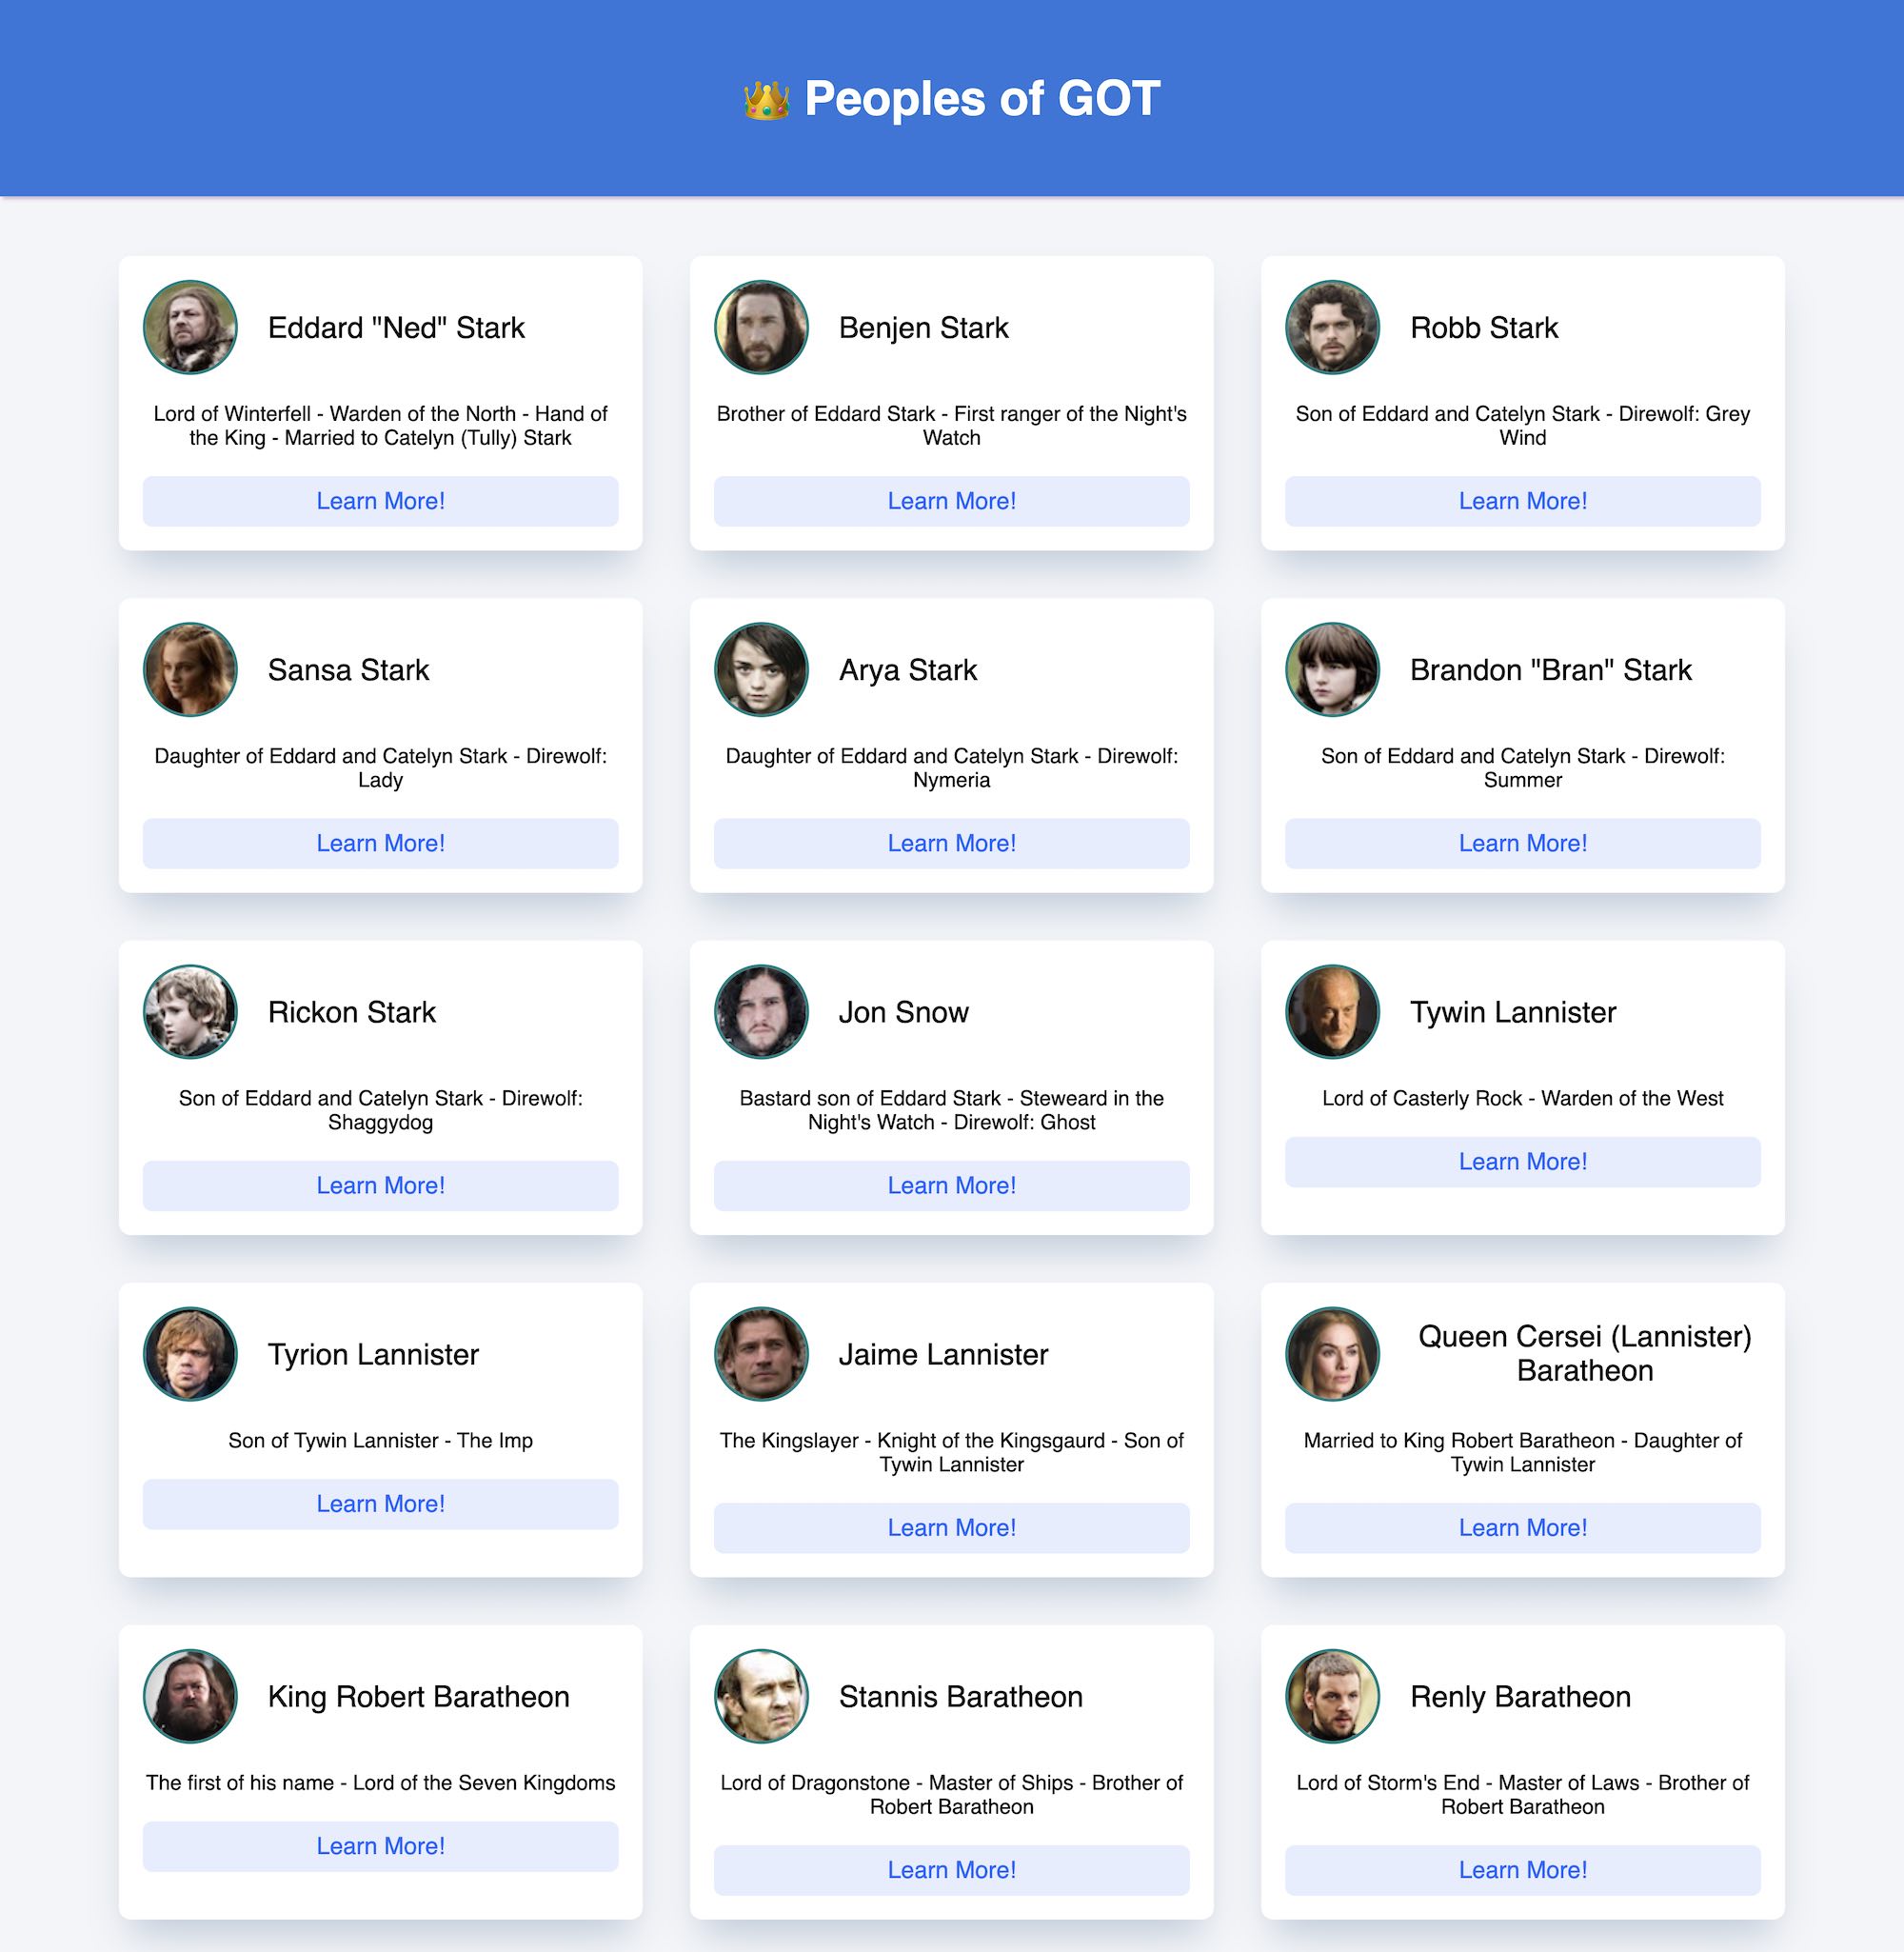 👑 Peoples of GOT
Eddard "Ned" Stark
Lord of Winterfell - Warden of the North - Hand of
the King - Married to Catelyn (Tully) Stark
Learn More!
Benjen Stark
Brother of Eddard Stark - First ranger of the Night's
Watch
Learn More!
Robb Stark
Son of Eddard and Catelyn Stark - Direwolf: Grey
Wind
Learn More!
Sansa Stark
Daughter of Eddard and Catelyn Stark - Direwolf:
Lady
Learn More!
Arya Stark
Daughter of Eddard and Catelyn Stark - Direwolf:
Nymeria
Learn More!
Brandon "Bran" Stark
Son of Eddard and Catelyn Stark - Direwolf:
Summer
Learn More!
Rickon Stark
Son of Eddard and Catelyn Stark - Direwolf:
Shaggydog
Learn More!
Jon Snow
Bastard son of Eddard Stark - Steweard in the
Night's Watch - Direwolf: Ghost
Learn More!
Tywin Lannister
Lord of Casterly Rock - Warden of the West
Learn More!
Tyrion Lannister
Son of Tywin Lannister - The Imp
Learn More!
Jaime Lannister
The Kingslayer - Knight of the Kingsgaurd - Son of
Tywin Lannister
Learn More!
Queen Cersei (Lannister)
Baratheon
Married to King Robert Baratheon - Daughter of
Tywin Lannister
Learn More!
King Robert Baratheon
The first of his name - Lord of the Seven Kingdoms
Learn More!
Stannis Baratheon
Lord of Dragonstone - Master of Ships - Brother of
Robert Baratheon
Learn More!
Renly Baratheon
Lord of Storm's End - Master of Laws - Brother of
Robert Baratheon
Learn More!